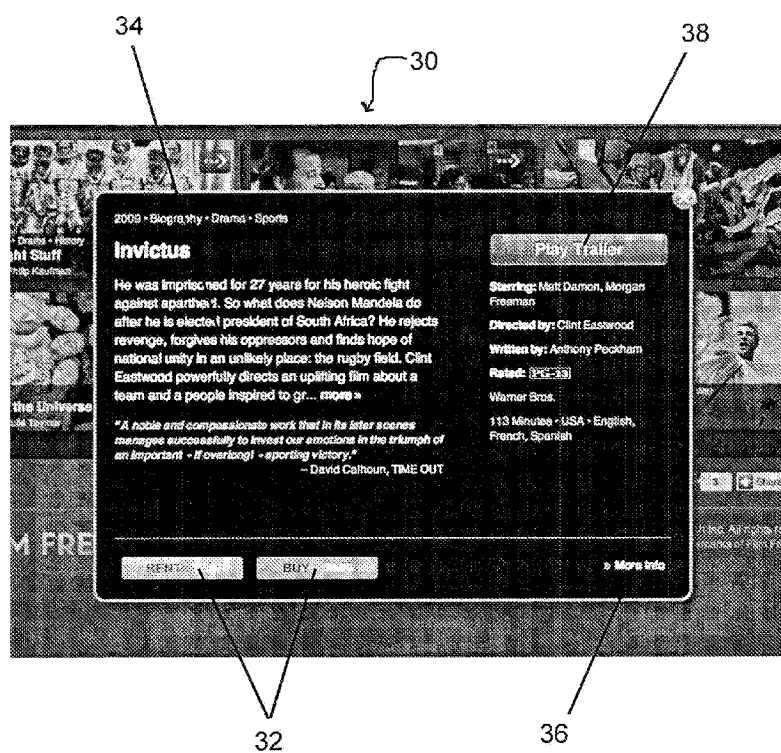 34
38
30
2009 • Biography • Drama • Sports
Invictus
Play Trailer
He was imprisoned for 27 years for his heroic fight
against apartheid. So what does Nelson Mandela do
after he is elected president of South Africa? He rejects
revenge, forgives his oppressors and finds hope of
national unity in an unlikely place: the rugby field. Clint
Eastwood powerfully directs an uplifting film about a
team and a people inspired to gr... more »
"A noble and compassionate work that in its later scenes
manages successfully to invest our emotions in the triumph of
an important - if overlong! - sporting victory."
– David Calhoun, TIME OUT
Starring: Matt Damon, Morgan
Freeman
Directed by: Clint Eastwood
Written by: Anthony Peckham
Rated: PG-13
Warner Bros.
113 Minutes • USA • English,
French, Spanish
Drama • History
ht Stuff
Philip Kaufman
the Universe
M FRE
RENT
BUY
» More Info
32
36